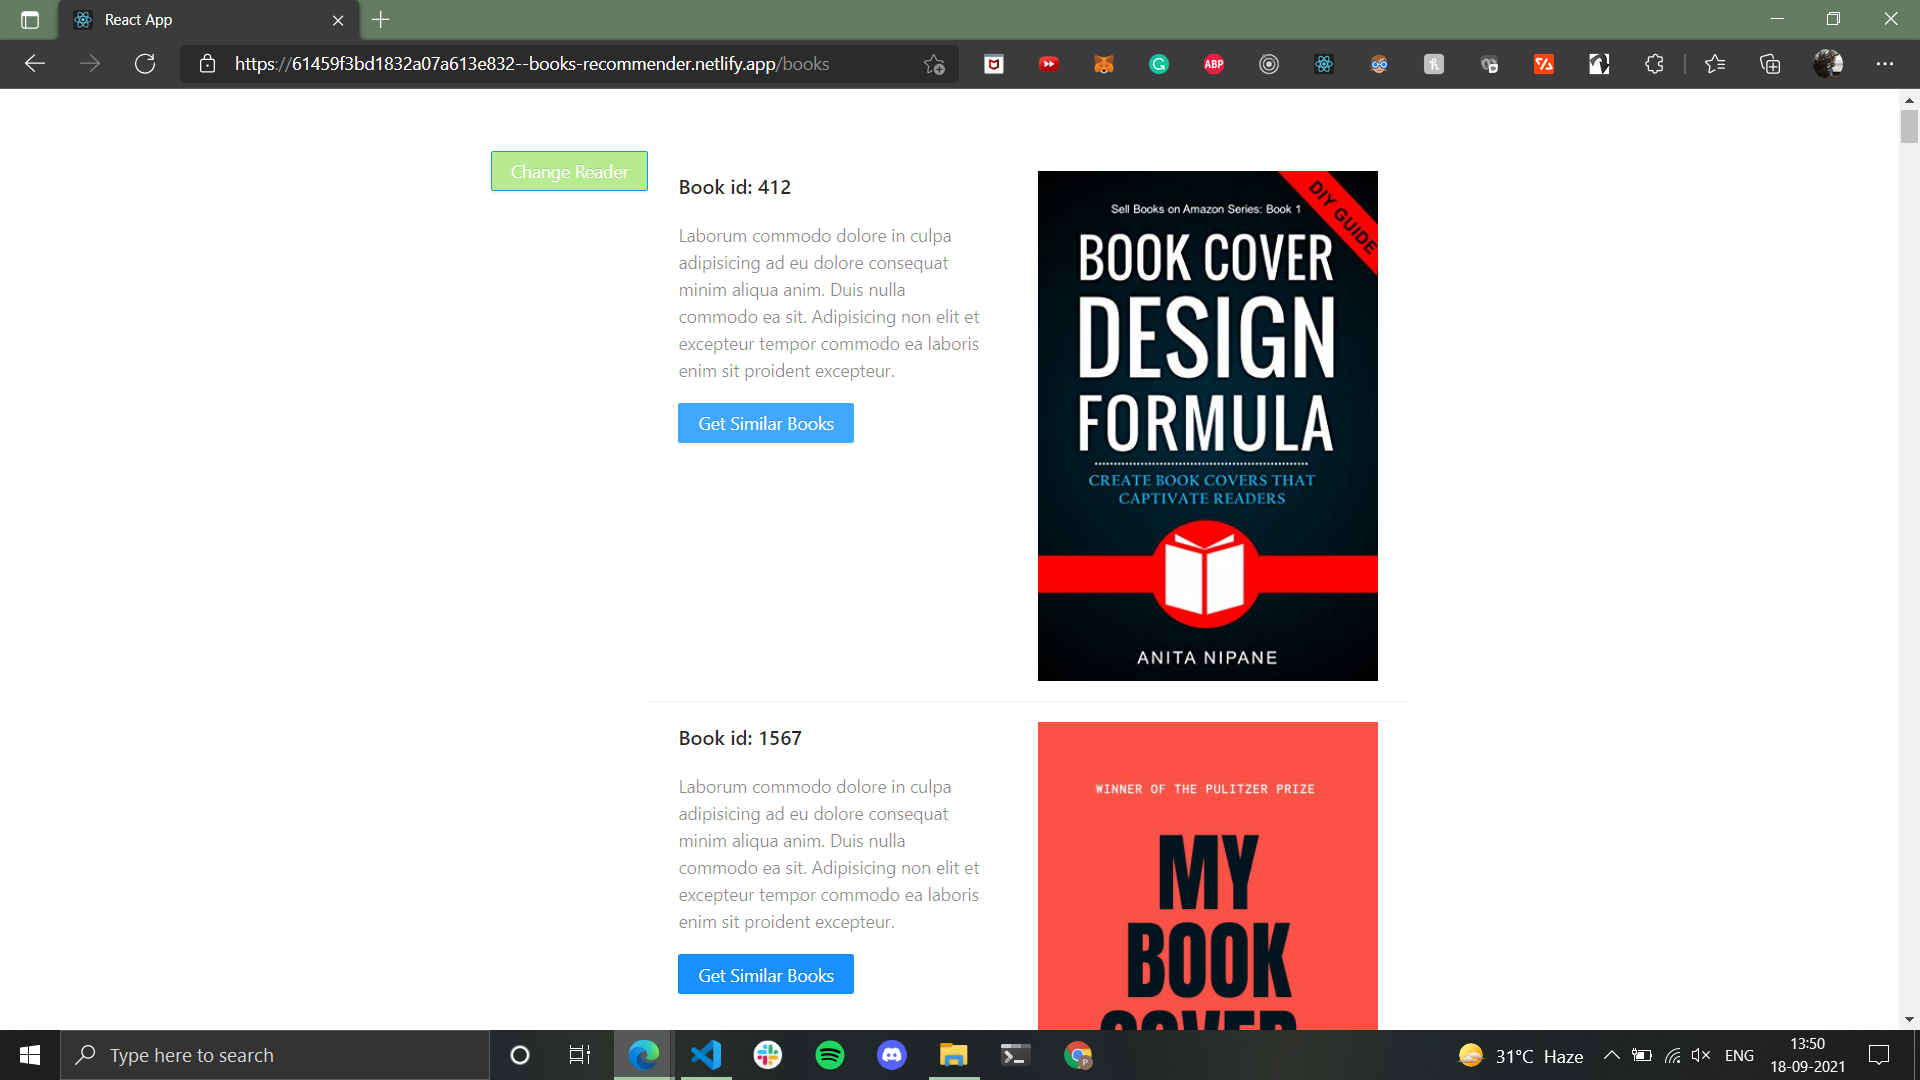 React App
https://61459f3bd1832a07a613e832--books-recommender.netlify.app/books
ABP
Change Reader
Book id: 412
Laborum commodo dolore in culpa
adipisicing ad eu dolore consequat
minim aliqua anim. Duis nulla
commodo ea sit. Adipisicing non elit et
excepteur tempor commodo ea laboris
enim sit proident excepteur.
Get Similar Books
DIY GUIDE
Sell Books on Amazon Series: Book 1
BOOK COVER
DESIGN
FORMULA
CREATE BOOK COVERS THAT
CAPTIVATE READERS
ANITA NIPANE
Book id: 1567
Laborum commodo dolore in culpa
adipisicing ad eu dolore consequat
minim aliqua anim. Duis nulla
commodo ea sit. Adipisicing non elit et
excepteur tempor commodo ea laboris
enim sit proident excepteur.
Get Similar Books
WINNER OF THE PULITZER PRIZE
MY
BOOK
COVER
Type here to search
31°C Haze
ENG
13:50
18-09-2021